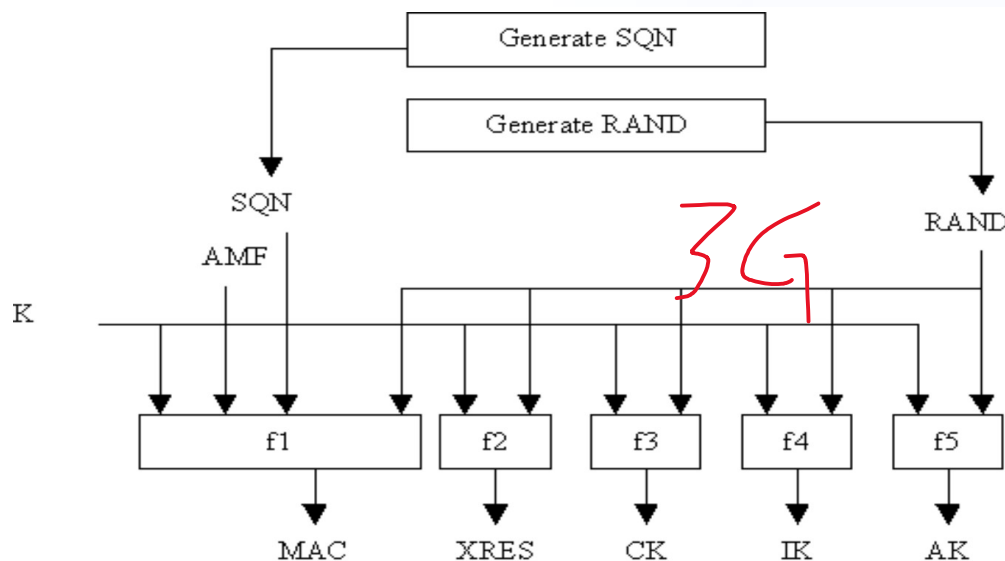 Generate SQN
Generate RAND
SQN
RAND
3G
AMF
K
f1 f2 f3 f4 f5
MAC XRES CK IK AK